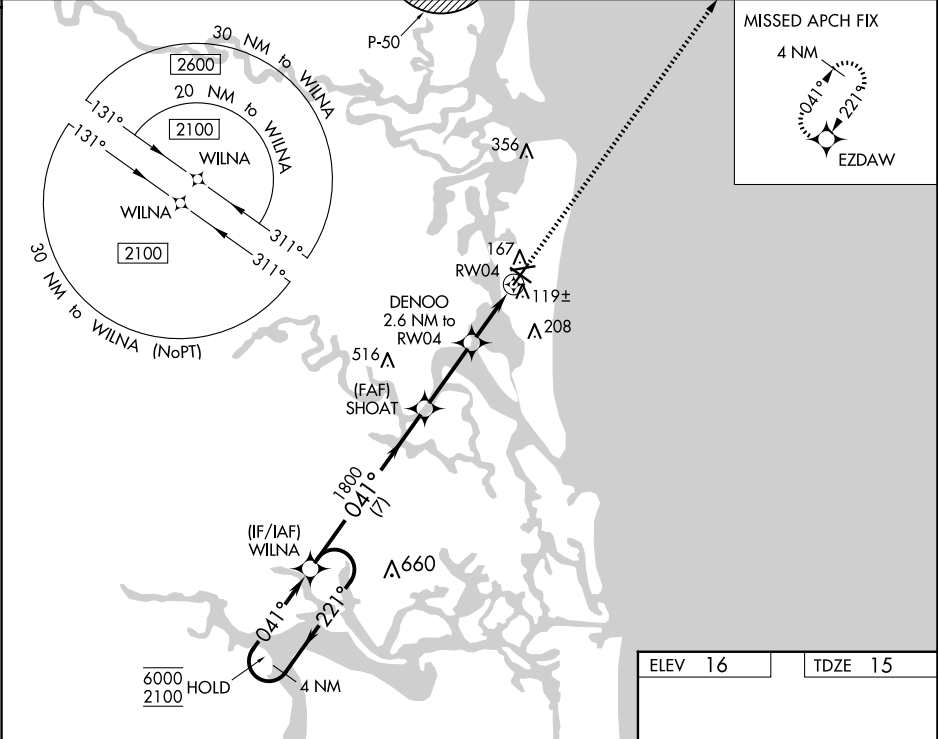 P-50
MISSED APCH FIX
4 NM
041°
221°
EZDAW
30 NM to WILNA
2600
20 NM to WILNA
2100
131°
131°
WILNA
WILNA
311°
311°
2100
30 NM to WILNA (NoPT)
356
167
RW04
119±
DENOO
2.6 NM to
RW04
208
516
(FAF)
SHOAT
1800
041°
(7)
(IF/IAF)
WILNA
660
041°
221°
6000
2100
HOLD
4 NM
ELEV 16
TDZE 15